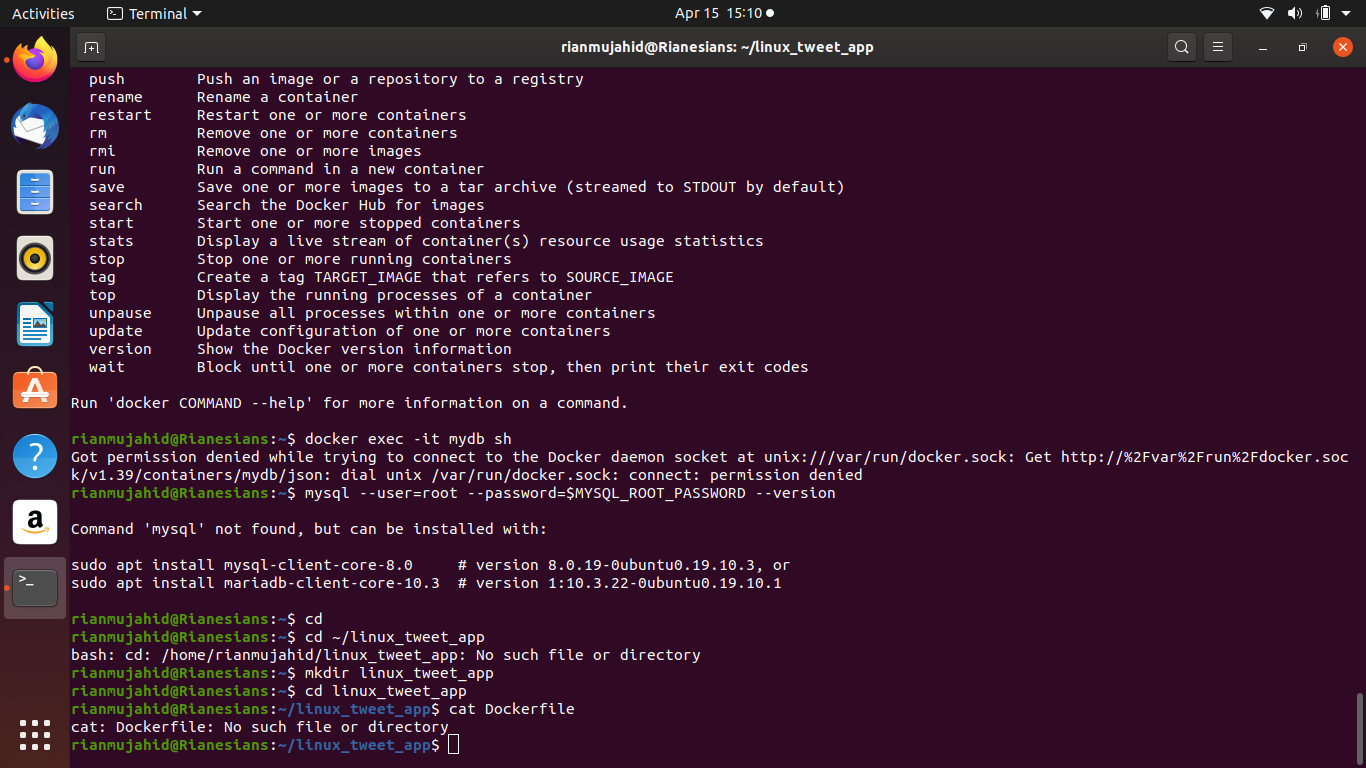 Activities
Terminal
Apr 15 15:10
rianmujahid@Rianesians: ~/linux_tweet_app
push Push an image or a repository to a registry
rename Rename a container
restart Restart one or more containers
rm Remove one or more containers
rmi Remove one or more images
run Run a command in a new container
save Save one or more images to a tar archive (streamed to STDOUT by default)
search Search the Docker Hub for images
start Start one or more stopped containers
stats Display a live stream of container(s) resource usage statistics
stop Stop one or more running containers
tag Create a tag TARGET_IMAGE that refers to SOURCE_IMAGE
top Display the running processes of a container
unpause Unpause all processes within one or more containers
update Update configuration of one or more containers
version Show the Docker version information
wait Block until one or more containers stop, then print their exit codes
Run 'docker COMMAND --help' for more information on a command.
rianmujahid@Rianesians:~$ docker exec -it mydb sh
Got permission denied while trying to connect to the Docker daemon socket at unix:///var/run/docker.sock: Get http://%2Fvar%2Frun%2Fdocker.soc
k/v1.39/containers/mydb/json: dial unix /var/run/docker.sock: connect: permission denied
rianmujahid@Rianesians:~$ mysql --user=root --password=$MYSQL_ROOT_PASSWORD --version
Command 'mysql' not found, but can be installed with:
sudo apt install mysql-client-core-8.0 # version 8.0.19-0ubuntu0.19.10.3, or
sudo apt install mariadb-client-core-10.3 # version 1:10.3.22-0ubuntu0.19.10.1
rianmujahid@Rianesians:~$ cd
rianmujahid@Rianesians:~$ cd ~/linux_tweet_app
bash: cd: /home/rianmujahid/linux_tweet_app: No such file or directory
rianmujahid@Rianesians:~$ mkdir linux_tweet_app
rianmujahid@Rianesians:~$ cd linux_tweet_app
rianmujahid@Rianesians:~/linux_tweet_app$ cat Dockerfile
cat: Dockerfile: No such file or directory
rianmujahid@Rianesians:~/linux_tweet_app$